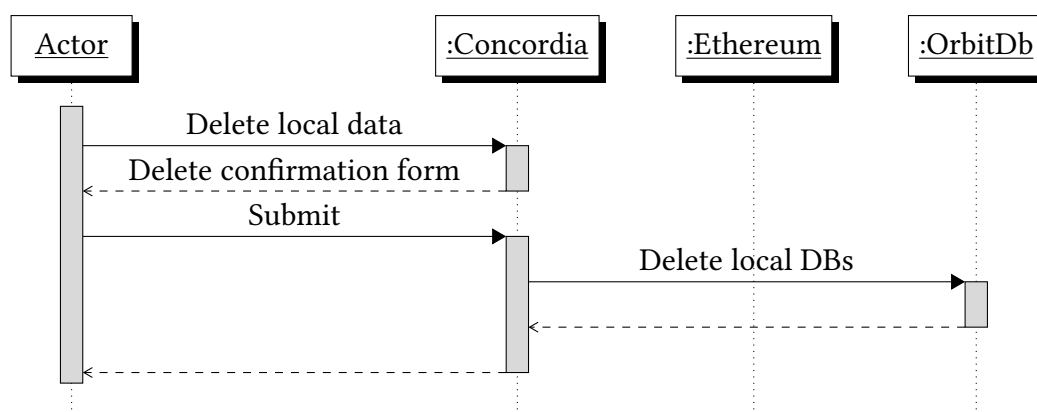 Actor
:Concordia
:Ethereum
:OrbitDb
Delete local data
Delete confirmation form
Submit
Delete local DBs